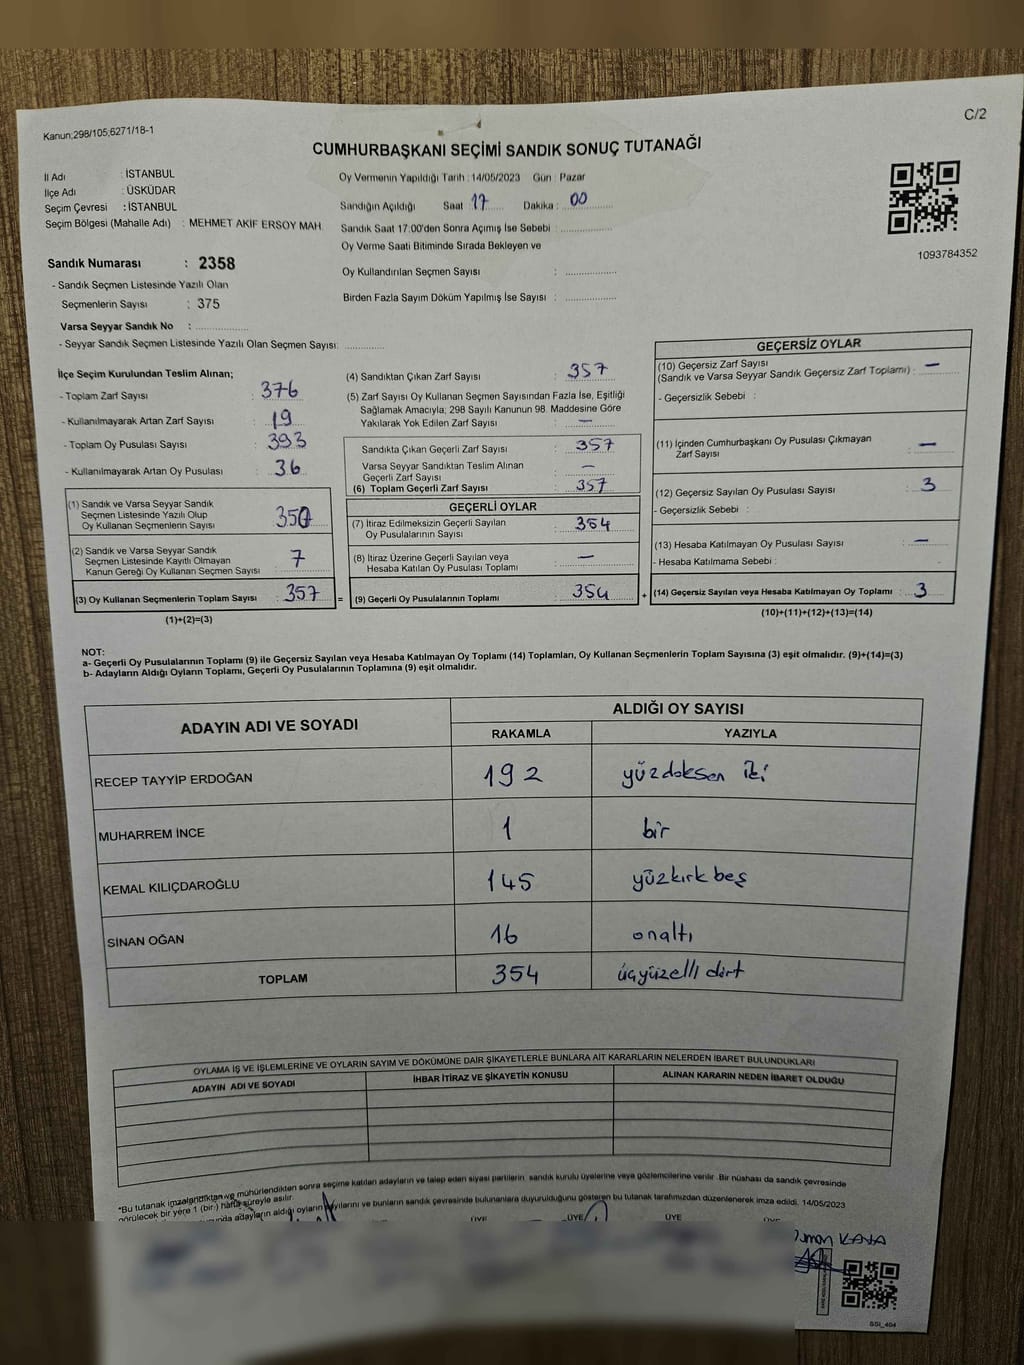 C/2
Kanun;298/105;6271/18-1
CUMHURBAŞKANI SEÇİMİ SANDIK SONUÇ TUTANAĞI
İl Adı : İSTANBUL
İlçe Adı : ÜSKÜDAR
Seçim Çevresi : İSTANBUL
Seçim Bölgesi (Mahalle Adı) : MEHMET AKİF ERSOY MAH.
Sandık Numarası : 2358
- Sandık Seçmen Listesinde Yazılı Olan
Seçmenlerin Sayısı : 375
Varsa Seyyar Sandık No : ..............
- Seyyar Sandık Seçmen Listesinde Yazılı Olan Seçmen Sayısı: ..........
Oy Vermenin Yapıldığı Tarih : 14/05/2023 Gün : Pazar
Sandığın Açıldığı Saat 17 Dakika : 00
Sandık Saat 17.00'den Sonra Açımış İse Sebebi : ..............
Oy Verme Saati Bitiminde Sırada Bekleyen ve
Oy Kullandırılan Seçmen Sayısı : ..............
Birden Fazla Sayım Döküm Yapılmış İse Sayısı : ..............
1093784352
İlçe Seçim Kurulundan Teslim Alınan;
- Toplam Zarf Sayısı : 376
- Kullanılmayarak Artan Zarf Sayısı : 19
- Toplam Oy Pusulası Sayısı : 393
- Kullanılmayarak Artan Oy Pusulası : 36
(1) Sandık ve Varsa Seyyar Sandık
Seçmen Listesinde Yazılı Olup
Oy Kullanan Seçmenlerin Sayısı : 350
(2) Sandık ve Varsa Seyyar Sandık
Seçmen Listesinde Kayıtlı Olmayan
Kanun Gereği Oy Kullanan Seçmen Sayısı : 7
(3) Oy Kullanan Seçmenlerin Toplam Sayısı : 357 =
(1)+(2)=(3)
(4) Sandıktan Çıkan Zarf Sayısı : 357
(5) Zarf Sayısı Oy Kullanan Seçmen Sayısından Fazla İse, Eşitliği
Sağlamak Amacıyla; 298 Sayılı Kanunun 98. Maddesine Göre
Yakılarak Yok Edilen Zarf Sayısı : —
Sandıkta Çıkan Geçerli Zarf Sayısı : 357
Varsa Seyyar Sandıktan Teslim Alınan
Geçerli Zarf Sayısı : —
(6) Toplam Geçerli Zarf Sayısı : 357
GEÇERLİ OYLAR
(7) İtiraz Edilmeksizin Geçerli Sayılan
Oy Pusulalarının Sayısı : 354
(8) İtiraz Üzerine Geçerli Sayılan veya
Hesaba Katılan Oy Pusulası Toplamı : —
(9) Geçerli Oy Pusulalarının Toplamı : 354 +
GEÇERSİZ OYLAR
(10) Geçersiz Zarf Sayısı
(Sandık ve Varsa Seyyar Sandık Geçersiz Zarf Toplamı) : —
- Geçersizlik Sebebi :
(11) İçinden Cumhurbaşkanı Oy Pusulası Çıkmayan
Zarf Sayısı : —
(12) Geçersiz Sayılan Oy Pusulası Sayısı : 3
- Geçersizlik Sebebi :
(13) Hesaba Katılmayan Oy Pusulası Sayısı : —
- Hesaba Katılmama Sebebi :
(14) Geçersiz Sayılan veya Hesaba Katılmayan Oy Toplamı : 3
(10)+(11)+(12)+(13)=(14)
NOT:
a- Geçerli Oy Pusulalarının Toplamı (9) ile Geçersiz Sayılan veya Hesaba Katılmayan Oy Toplamı (14) Toplamları, Oy Kullanan Seçmenlerin Toplam Sayısına (3) eşit olmalıdır. (9)+(14)=(3)
b- Adayların Aldığı Oyların Toplamı, Geçerli Oy Pusulalarının Toplamına (9) eşit olmalıdır.
ADAYIN ADI VE SOYADI ALDIĞI OY SAYISI
RAKAMLA YAZIYLA
RECEP TAYYİP ERDOĞAN 192 yüzdoksen iki
MUHARREM İNCE 1 bir
KEMAL KILIÇDAROĞLU 145 yüzkırk beş
SİNAN OĞAN 16 onaltı
TOPLAM 354 üçyüzelli dört
OYLAMA İŞ VE İŞLEMLERİNE VE OYLARIN SAYIM VE DÖKÜMÜNE DAİR ŞİKAYETLERLE BUNLARA AİT KARARLARIN NELERDEN İBARET BULUNDUKLARI
ADAYIN ADI VE SOYADI İHBAR İTİRAZ VE ŞİKAYETİN KONUSU ALINAN KARARIN NEDEN İBARET OLDUĞU
*Bu tutanak imzalandıktan ve mühürlendikten sonra seçime katılan adayların ve talep eden siyasi partilerin sandık kurulu üyelerine veya gözlemcilerine verilir. Bir nüshası da sandık çevresinde
görülecek bir yere 1 (bir) hafta süreyle asılır.
adayların aldığı oyların sayılarını ve bunların sandık çevresinde bulunanlara duyurulduğunu gösteren bu tutanak tarafımızdan düzenlenerek imza edildi. 14/05/2023
ÜYE ÜYE ÜYE ÜYE
KAYA
SSI_404